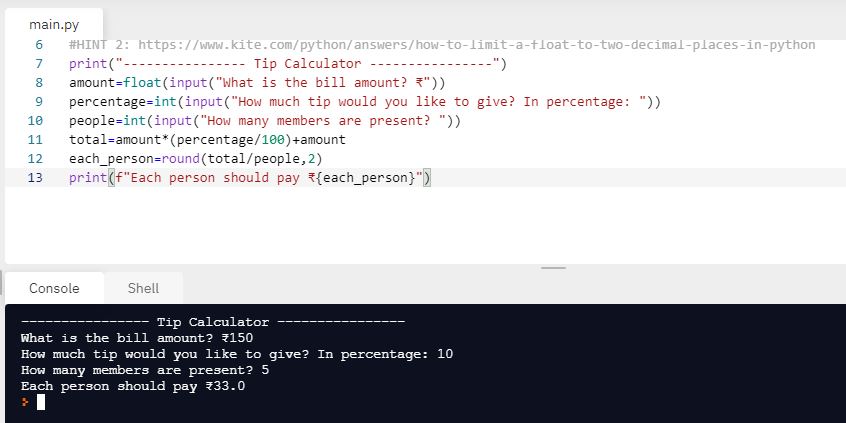 main.py
6 #HINT 2: https://www.kite.com/python/answers/how-to-limit-a-float-to-two-decimal-places-in-python
7 print("---------------- Tip Calculator ----------------")
8 amount=float(input("What is the bill amount? ₹"))
9 percentage=int(input("How much tip would you like to give? In percentage: "))
10 people=int(input("How many members are present? "))
11 total=amount*(percentage/100)+amount
12 each_person=round(total/people,2)
13 print(f"Each person should pay ₹{each_person}")
Console Shell
---------------- Tip Calculator ----------------
What is the bill amount? ₹150
How much tip would you like to give? In percentage: 10
How many members are present? 5
Each person should pay ₹33.0